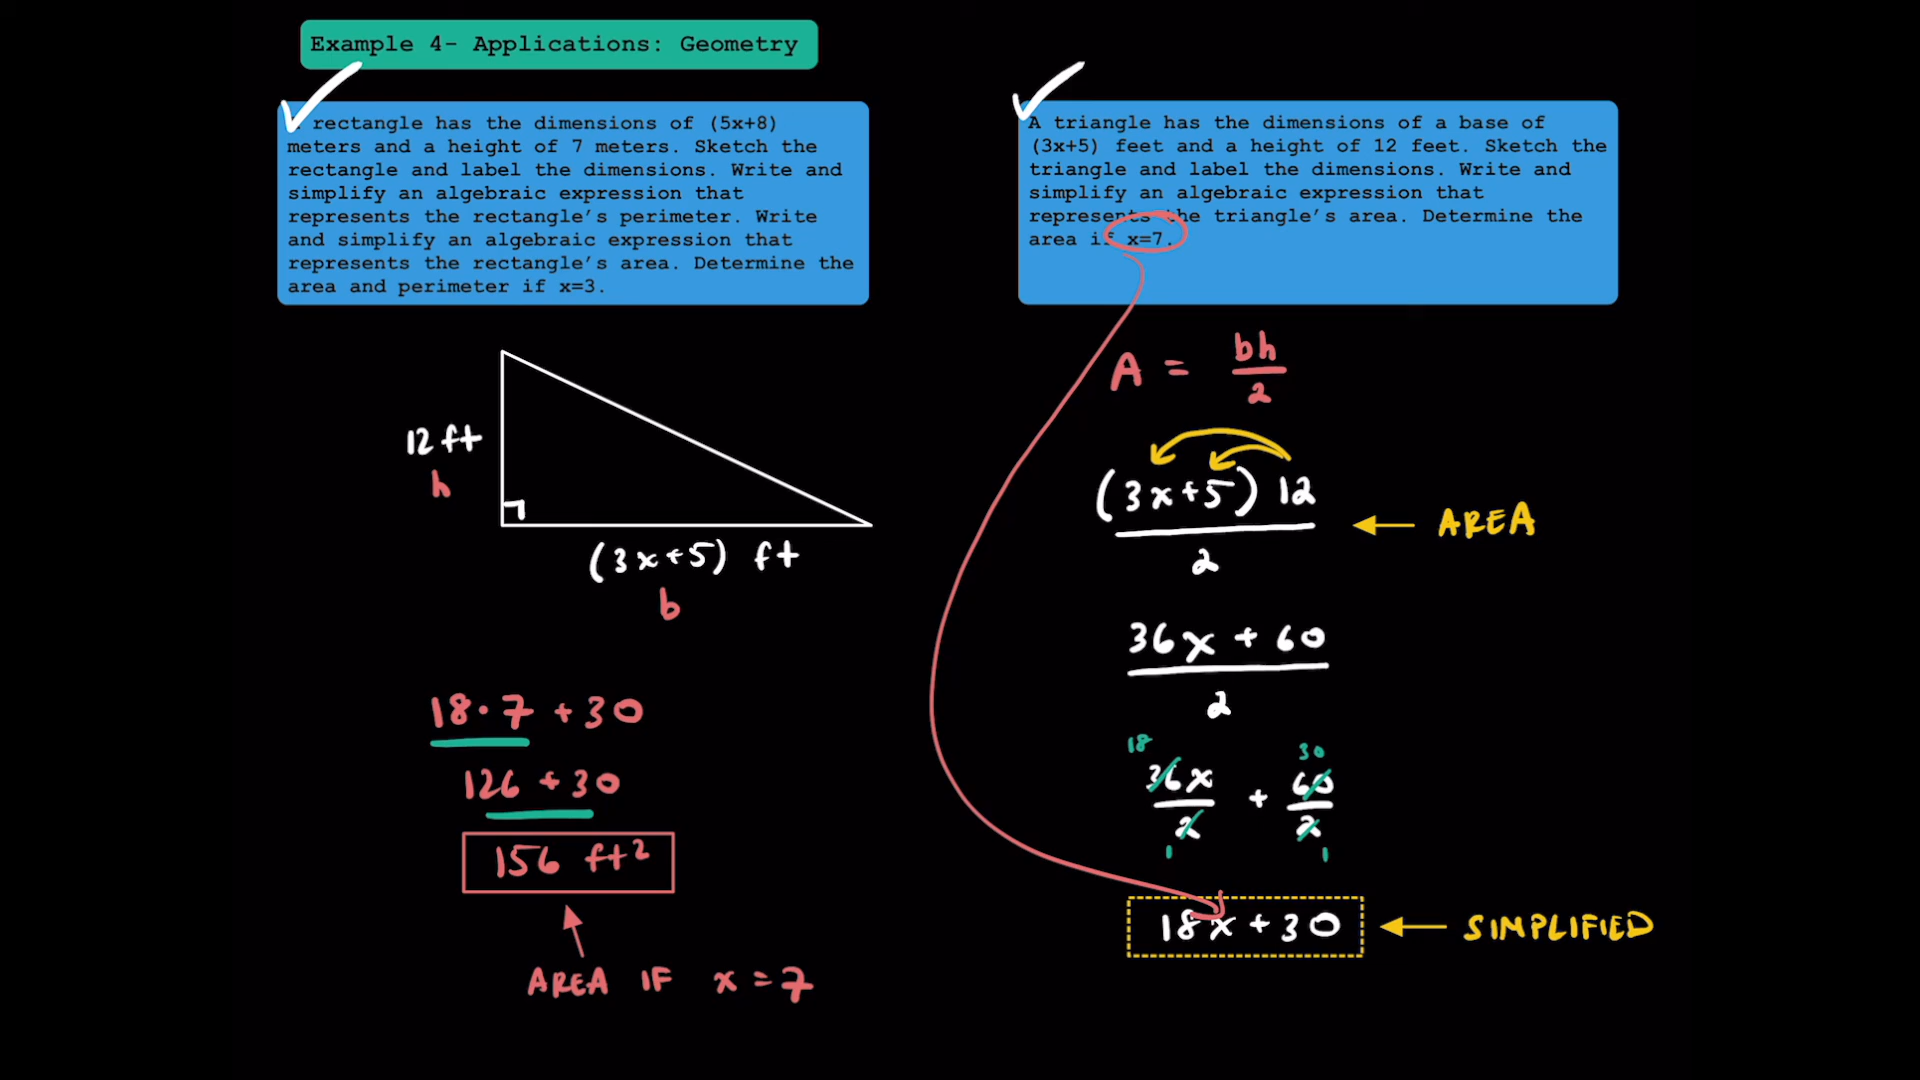 Example 4- Applications: Geometry
rectangle has the dimensions of (5x+8)
meters and a height of 7 meters. Sketch the
rectangle and label the dimensions. Write and
simplify an algebraic expression that
represents the rectangle's perimeter. Write
and simplify an algebraic expression that
represents the rectangle's area. Determine the
area and perimeter if x=3.
A triangle has the dimensions of a base of
(3x+5) feet and a height of 12 feet. Sketch the
triangle and label the dimensions. Write and
simplify an algebraic expression that
represents the triangle's area. Determine the
area if x=7.
12 ft
h
(3x+5) ft
b
18·7 +30
126 +30
156 ft²
AREA IF x=7
A = bh
2
(3x+5) 12
2
AREA
36x + 60
2
18 30
36x + 60
2 2
1 1
18x+30
SIMPLIFIED